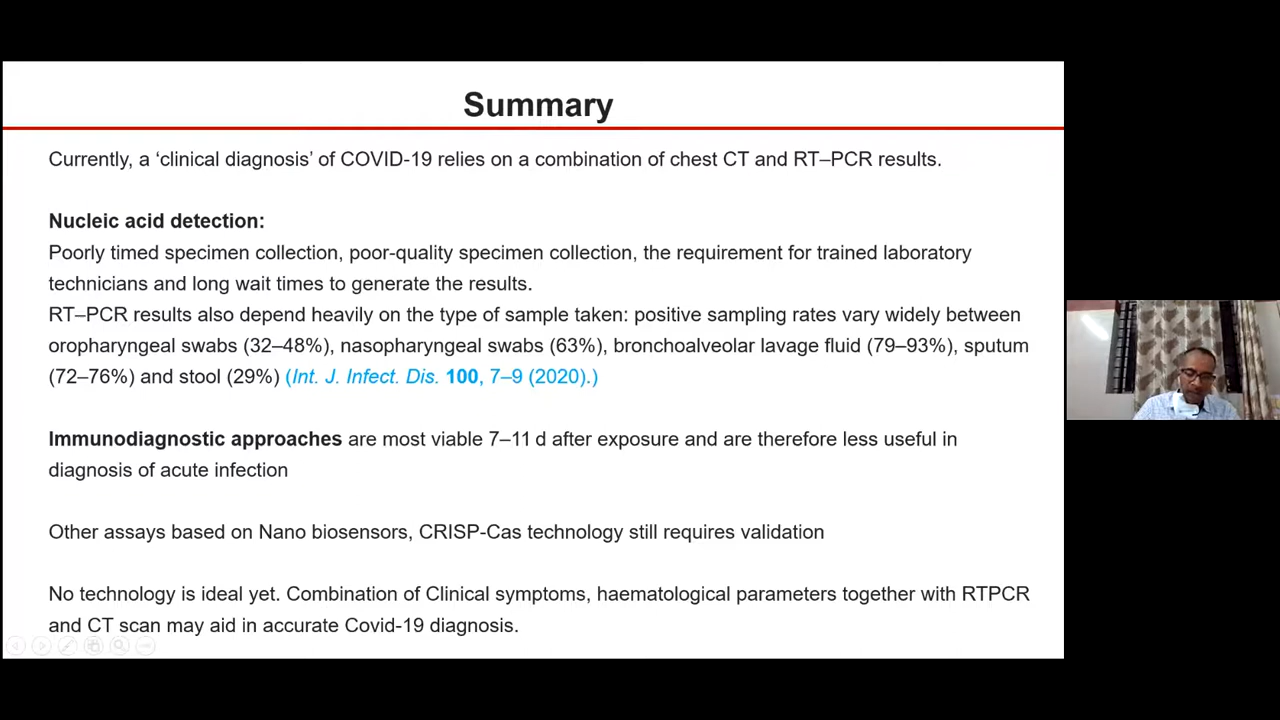 Summary
Currently, a ‘clinical diagnosis’ of COVID-19 relies on a combination of chest CT and RT–PCR results.
Nucleic acid detection:
Poorly timed specimen collection, poor-quality specimen collection, the requirement for trained laboratory
technicians and long wait times to generate the results.
RT–PCR results also depend heavily on the type of sample taken: positive sampling rates vary widely between
oropharyngeal swabs (32–48%), nasopharyngeal swabs (63%), bronchoalveolar lavage fluid (79–93%), sputum
(72–76%) and stool (29%) (Int. J. Infect. Dis. 100, 7–9 (2020).)
Immunodiagnostic approaches are most viable 7–11 d after exposure and are therefore less useful in
diagnosis of acute infection
Other assays based on Nano biosensors, CRISP-Cas technology still requires validation
No technology is ideal yet. Combination of Clinical symptoms, haematological parameters together with RTPCR
and CT scan may aid in accurate Covid-19 diagnosis.